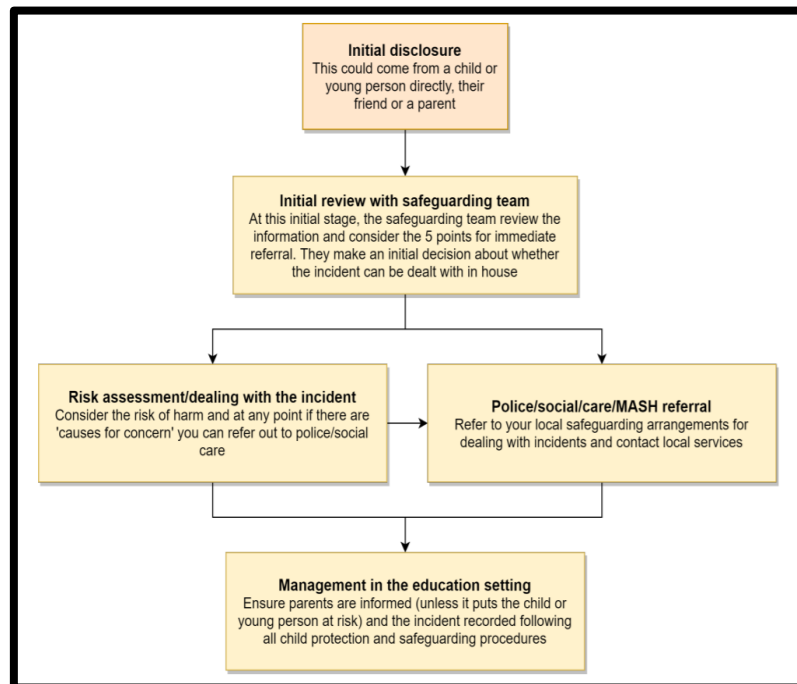 Initial disclosure
This could come from a child or
young person directly, their
friend or a parent
Initial review with safeguarding team
At this initial stage, the safeguarding team review the
information and consider the 5 points for immediate
referral. They make an initial decision about whether
the incident can be dealt with in house
Risk assessment/dealing with the incident
Consider the risk of harm and at any point if there are
'causes for concern' you can refer out to police/social
care
Police/social/care/MASH referral
Refer to your local safeguarding arrangements for
dealing with incidents and contact local services
Management in the education setting
Ensure parents are informed (unless it puts the child or
young person at risk) and the incident recorded following
all child protection and safeguarding procedures